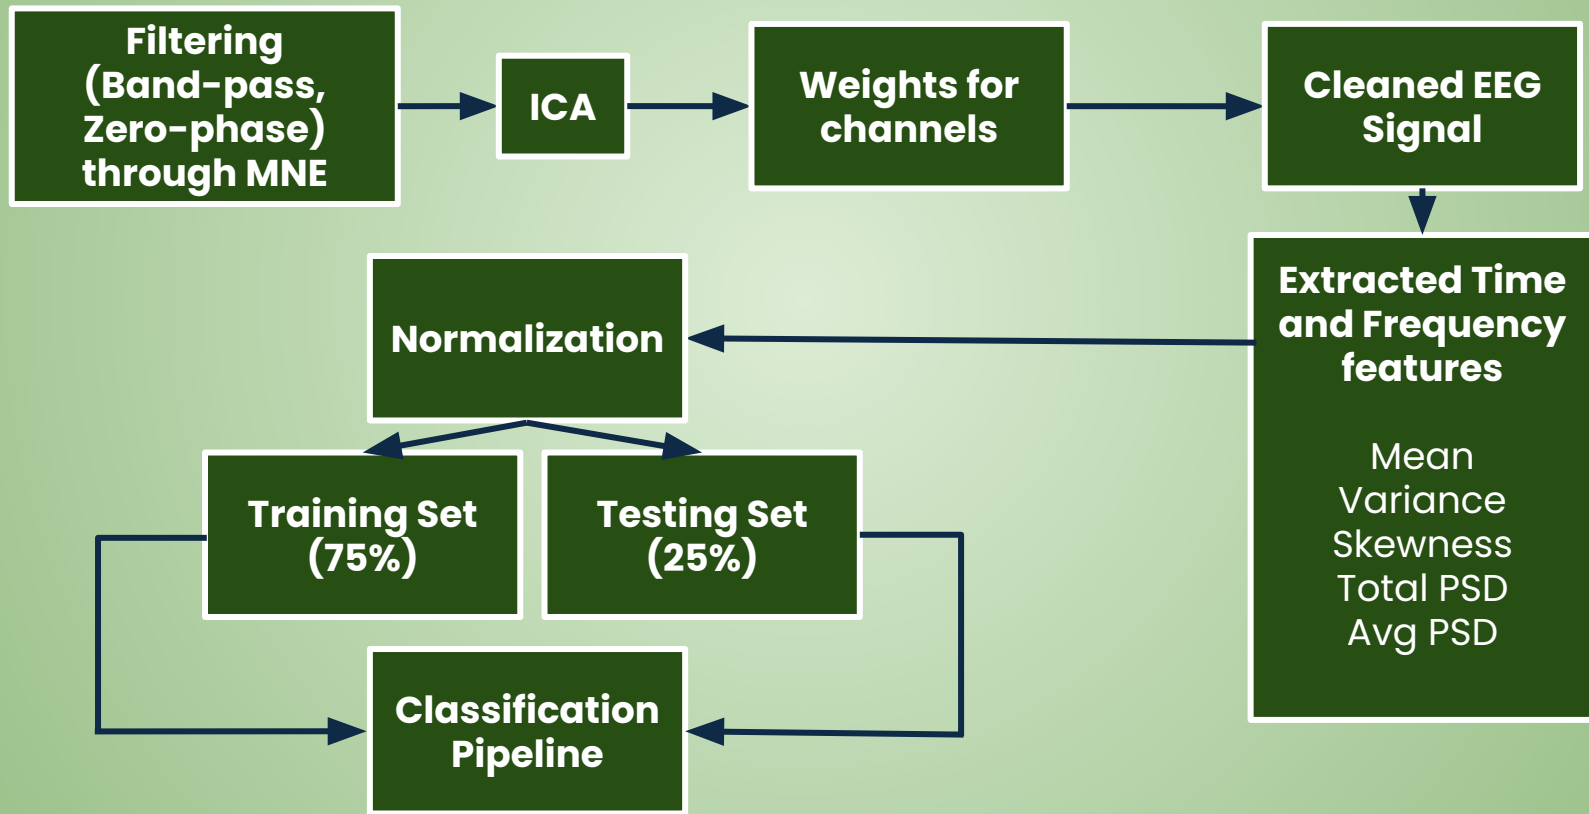 Filtering
(Band-pass,
Zero-phase)
through MNE
ICA
Weights for
channels
Cleaned EEG
Signal
Extracted Time
and Frequency
features
Mean
Variance
Skewness
Total PSD
Avg PSD
Normalization
Training Set
(75%)
Testing Set
(25%)
Classification
Pipeline